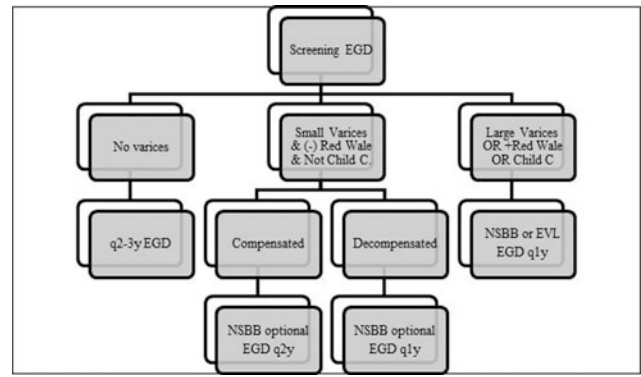 Screening EGD
No varices
Small Varices
& (-) Red Wale
& Not Child C.
Large Varices
OR +Red Wale
OR Child C
q2-3y EGD
Compensated
Decompensated
NSBB or EVL
EGD q1y
NSBB optional
EGD q2y
NSBB optional
EGD q1y